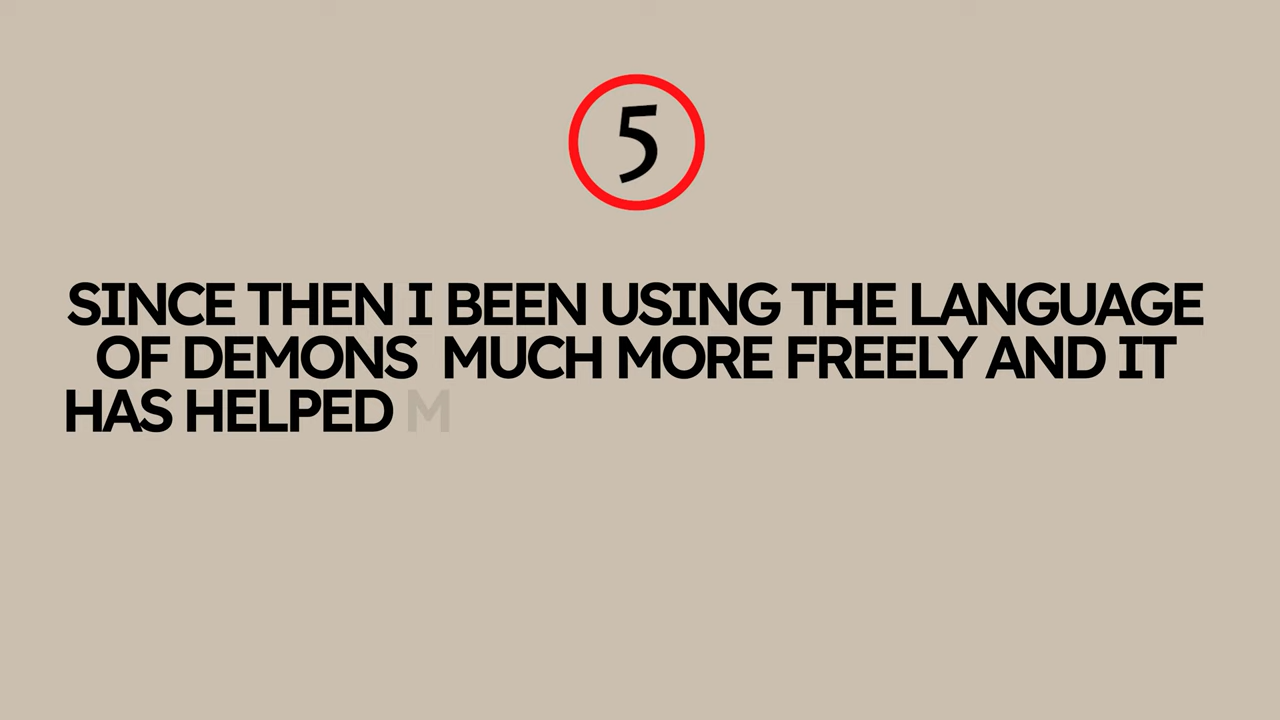 5
SINCE THEN I BEEN USING THE LANGUAGE
OF DEMONS MUCH MORE FREELY AND IT
HAS HELPED M